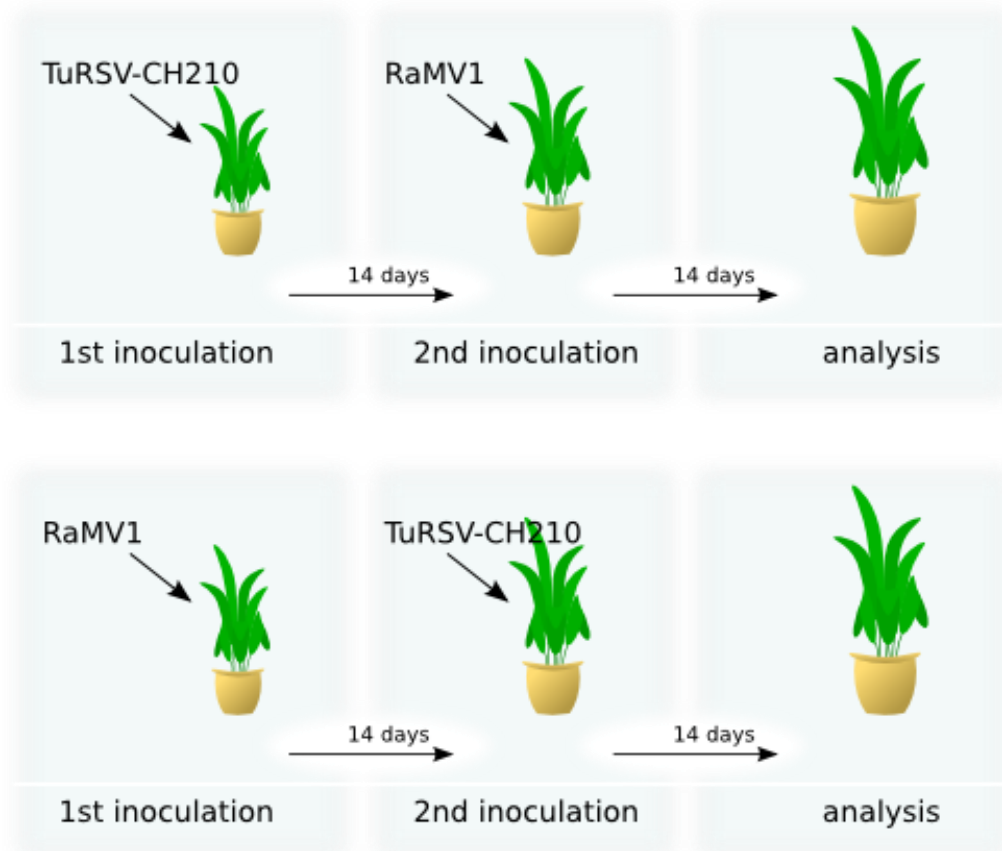 TuRSV-CH210
RaMV1
14 days
14 days
1st inoculation
2nd inoculation
analysis
RaMV1
TuRSV-CH210
14 days
14 days
1st inoculation
2nd inoculation
analysis